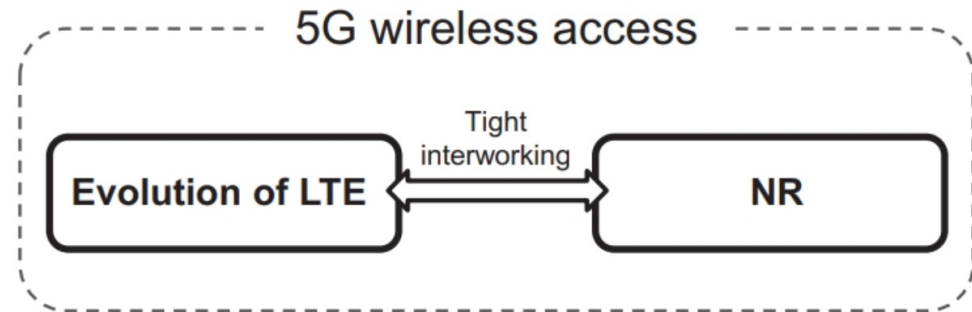 5G wireless access
Tight
interworking
Evolution of LTE
NR